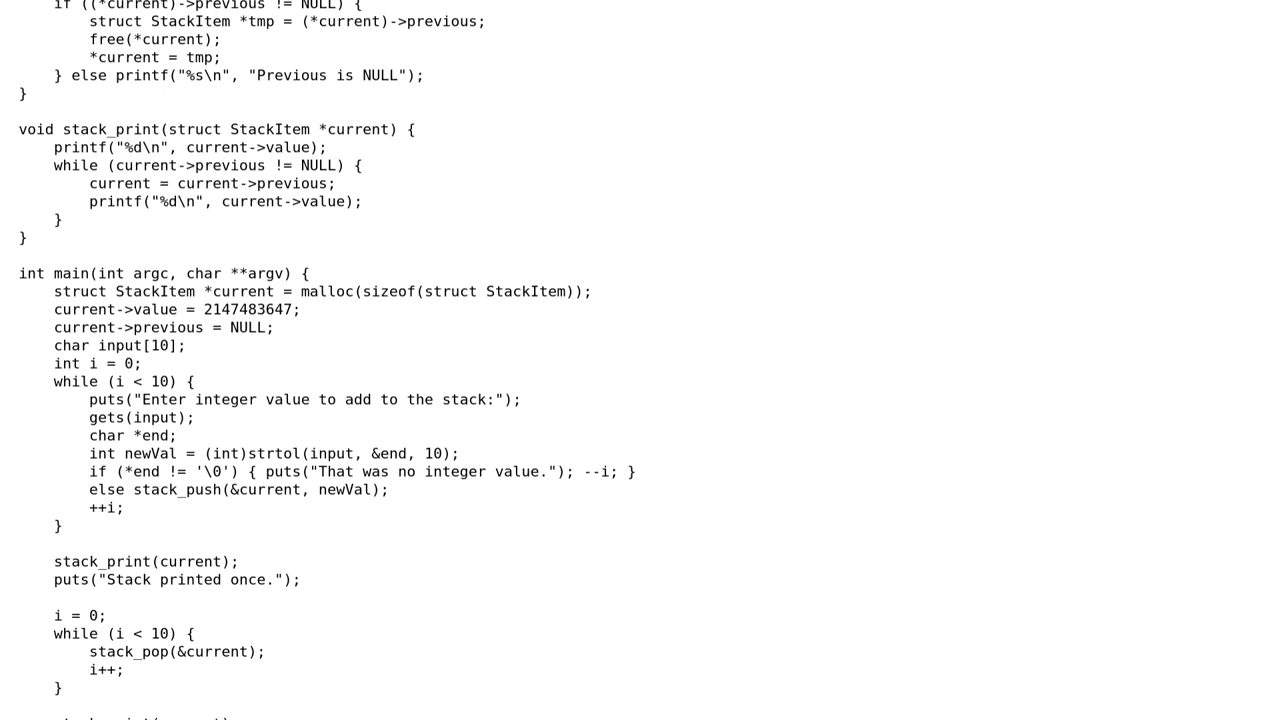 if ((*current)->previous != NULL) {
        struct StackItem *tmp = (*current)->previous;
        free(*current);
        *current = tmp;
    } else printf("%s\n", "Previous is NULL");
}

void stack_print(struct StackItem *current) {
    printf("%d\n", current->value);
    while (current->previous != NULL) {
        current = current->previous;
        printf("%d\n", current->value);
    }
}

int main(int argc, char **argv) {
    struct StackItem *current = malloc(sizeof(struct StackItem));
    current->value = 2147483647;
    current->previous = NULL;
    char input[10];
    int i = 0;
    while (i < 10) {
        puts("Enter integer value to add to the stack:");
        gets(input);
        char *end;
        int newVal = (int)strtol(input, &end, 10);
        if (*end != '\0') { puts("That was no integer value."); --i; }
        else stack_push(&current, newVal);
        ++i;
    }

    stack_print(current);
    puts("Stack printed once.");

    i = 0;
    while (i < 10) {
        stack_pop(&current);
        i++;
    }